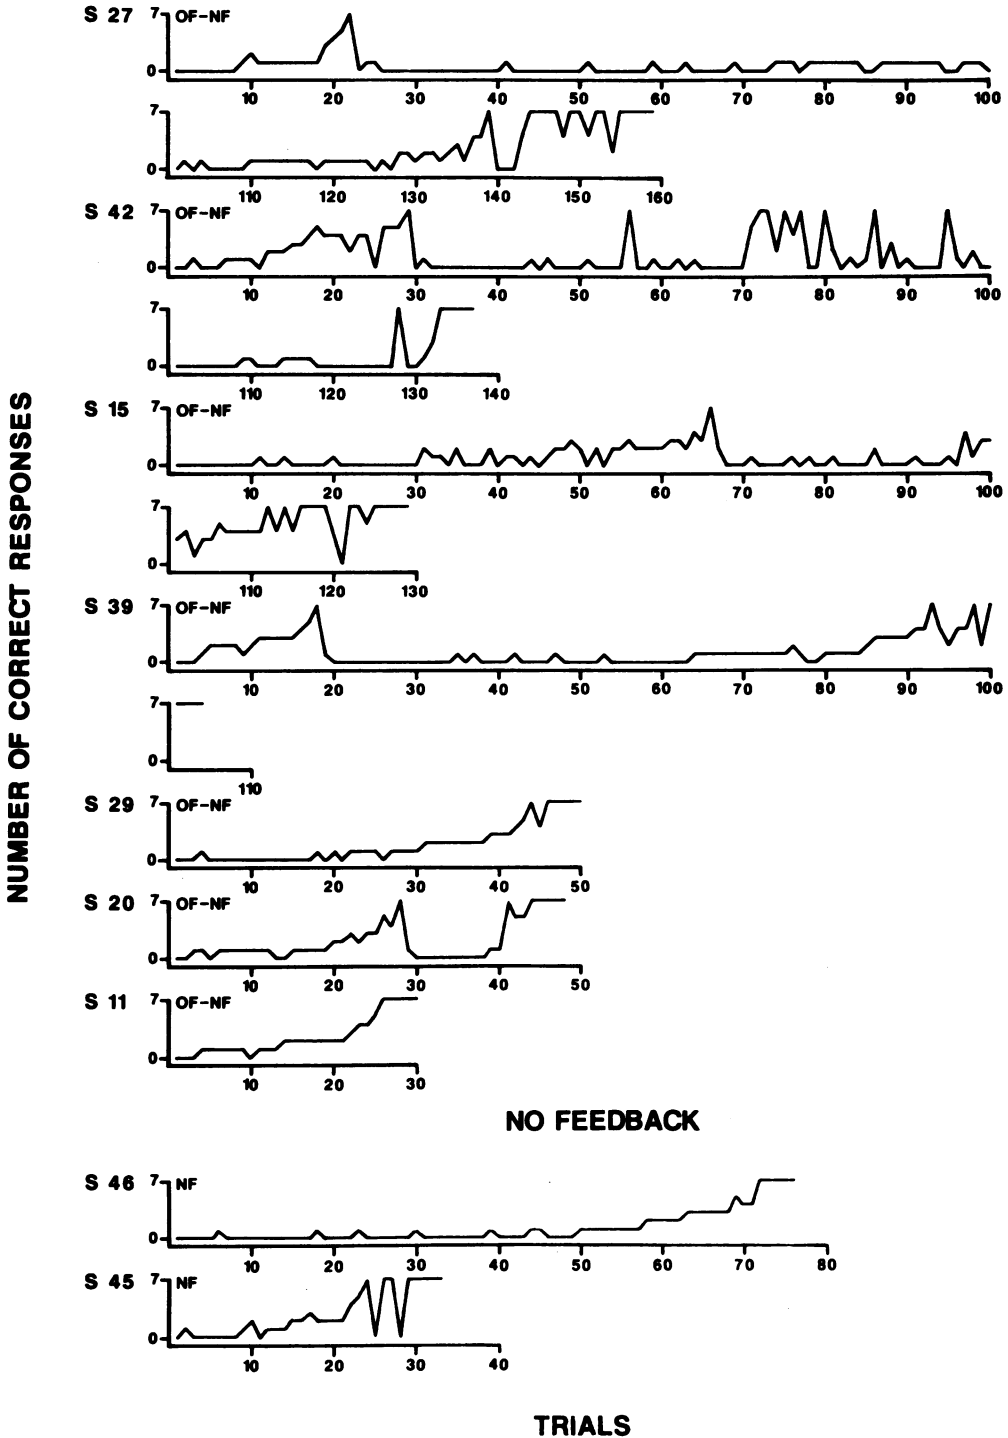 NUMBER OF CORRECT RESPONSES
S 27 7 OF-NF
0
10 20 30 40 50 60 70 80 90 100
7
0
110 120 130 140 150 160
S 42 7 OF-NF
0
10 20 30 40 50 60 70 80 90 100
7
0
110 120 130 140
S 15 7 OF-NF
0
10 20 30 40 50 60 70 80 90 100
7
0
110 120 130
S 39 7 OF-NF
0
10 20 30 40 50 60 70 80 90 100
7
0
110
S 29 7 OF-NF
0
10 20 30 40 50
S 20 7 OF-NF
0
10 20 30 40 50
S 11 7 OF-NF
0
10 20 30
NO FEEDBACK
S 46 7 NF
0
10 20 30 40 50 60 70 80
S 45 7 NF
0
10 20 30 40
TRIALS